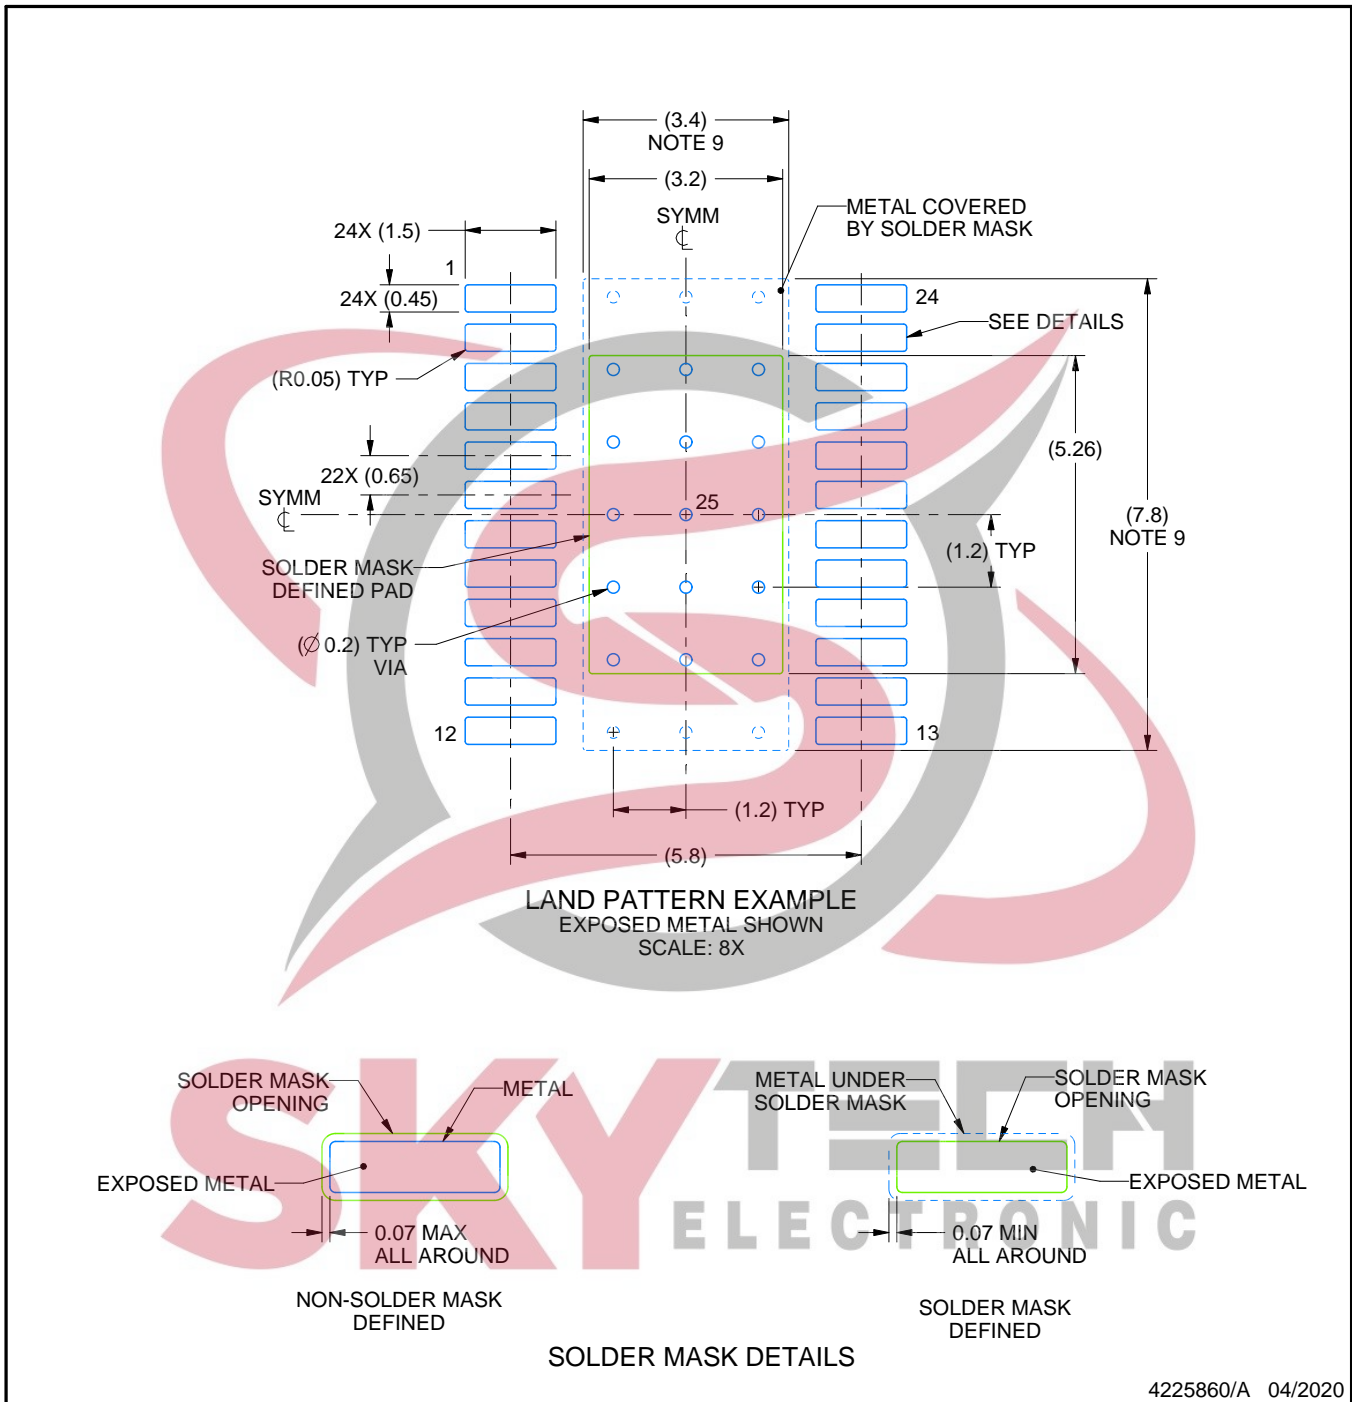 (3.4)
NOTE 9
(3.2)
METAL COVERED
BY SOLDER MASK
SYMM
24X (1.5)
1
24X (0.45)
24
SEE DETAILS
(R0.05) TYP
(5.26)
22X (0.65)
SYMM
25
(7.8)
NOTE 9
(1.2) TYP
SOLDER MASK
DEFINED PAD
(Ø 0.2) TYP
VIA
12
13
(1.2) TYP
(5.8)
LAND PATTERN EXAMPLE
EXPOSED METAL SHOWN
SCALE: 8X
SOLDER MASK
OPENING
METAL
EXPOSED METAL
0.07 MAX
ALL AROUND
NON-SOLDER MASK
DEFINED
METAL UNDER
SOLDER MASK
SOLDER MASK
OPENING
EXPOSED METAL
0.07 MIN
ALL AROUND
SOLDER MASK
DEFINED
SKYTECH
ELECTRONIC
SOLDER MASK DETAILS
4225860/A 04/2020